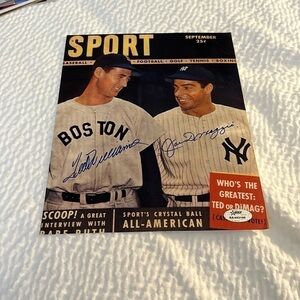 SEPTEMBER
25¢
SPORT
BASEBALL · FOOTBALL · GOLF · TENNIS · BOXING
BOSTON
Ted Williams
Joe DiMaggio
NY
WHO'S THE
GREATEST:
TED or DiMAG?
SCOOP! A GREAT
INTERVIEW WITH
BABE RUTH
SPORT'S CRYSTAL BALL
ALL-AMERICAN